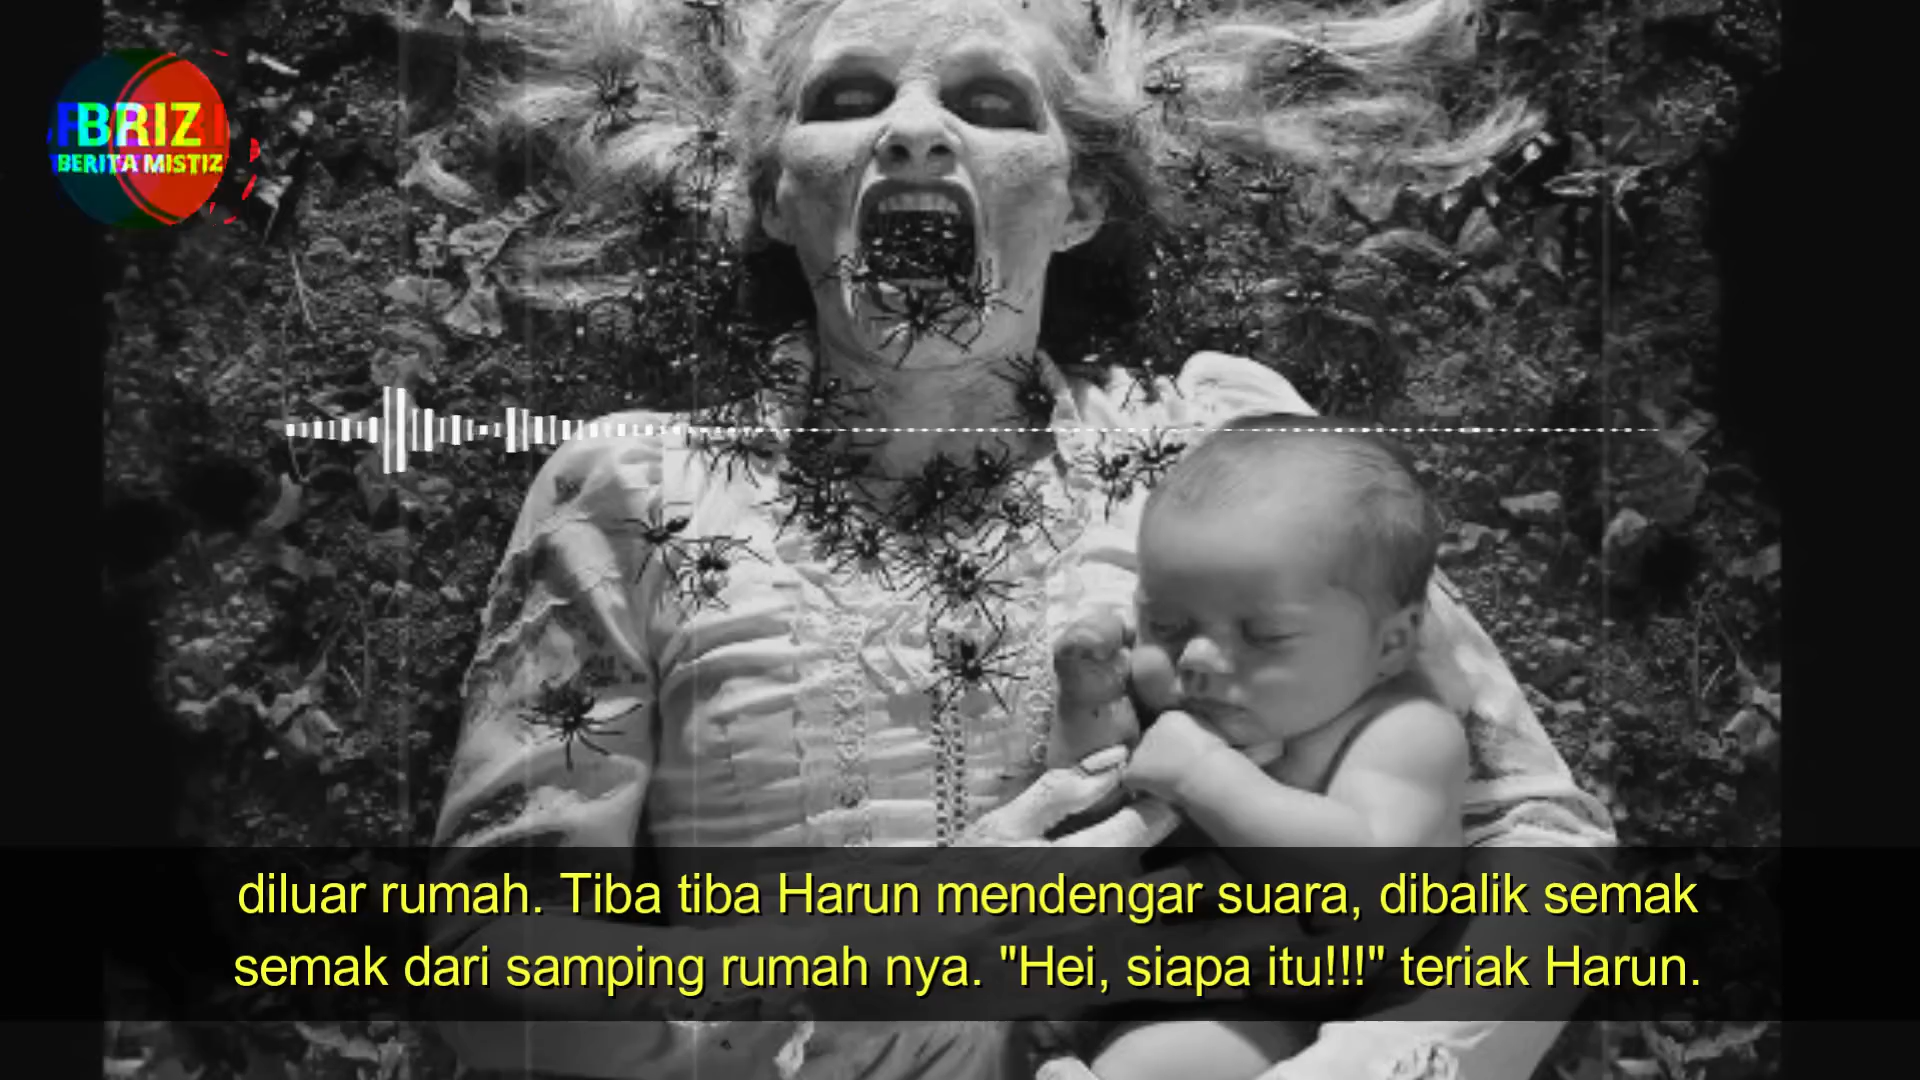 BRIZ
BERITA MISTIZ
diluar rumah. Tiba tiba Harun mendengar suara, dibalik semak
semak dari samping rumah nya. "Hei, siapa itu!!!" teriak Harun.